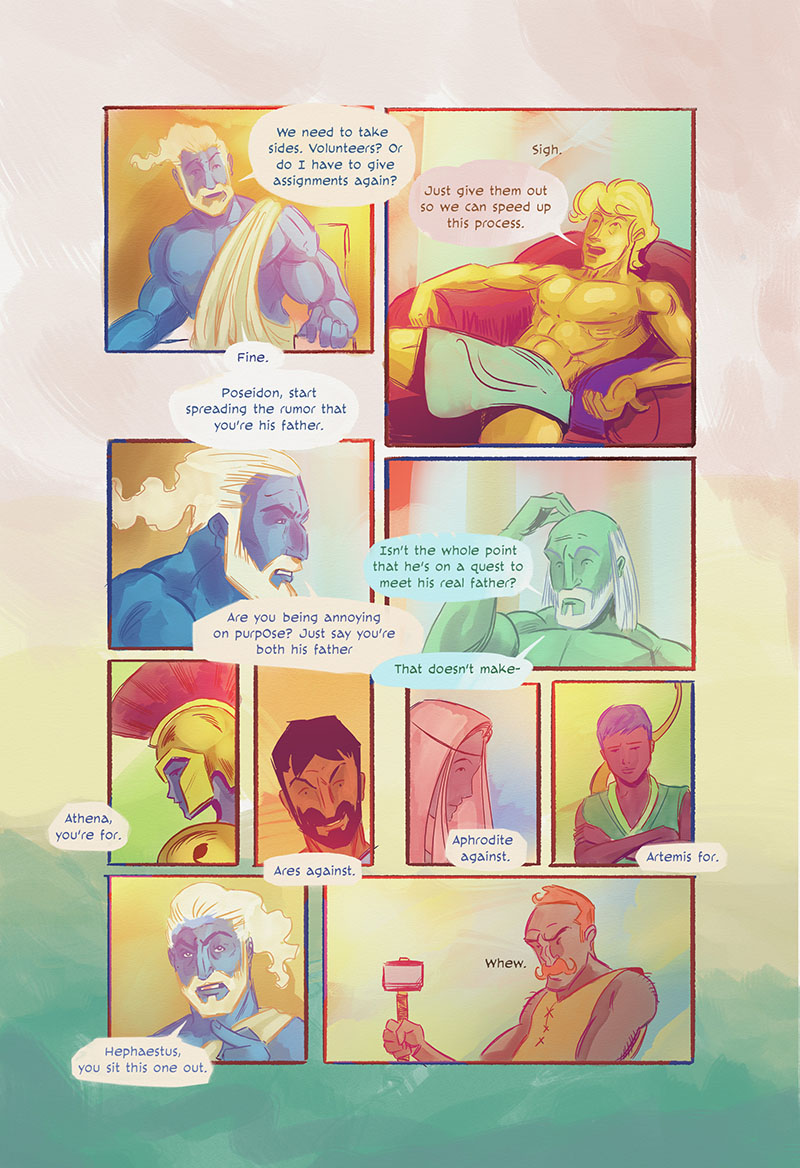 We need to take
sides. Volunteers? Or
do I have to give
assignments again?
Sigh.
Just give them out
so we can speed up
this process.
Fine.
Poseidon, start
spreading the rumor that
you're his father.
Isn't the whole point
that he's on a quest to
meet his real father?
Are you being annoying
on purpOse? Just say you're
both his father
That doesn't make-
Athena,
you're for.
Ares against.
Aphrodite
against.
Artemis for.
Hephaestus,
you sit this one out.
Whew.